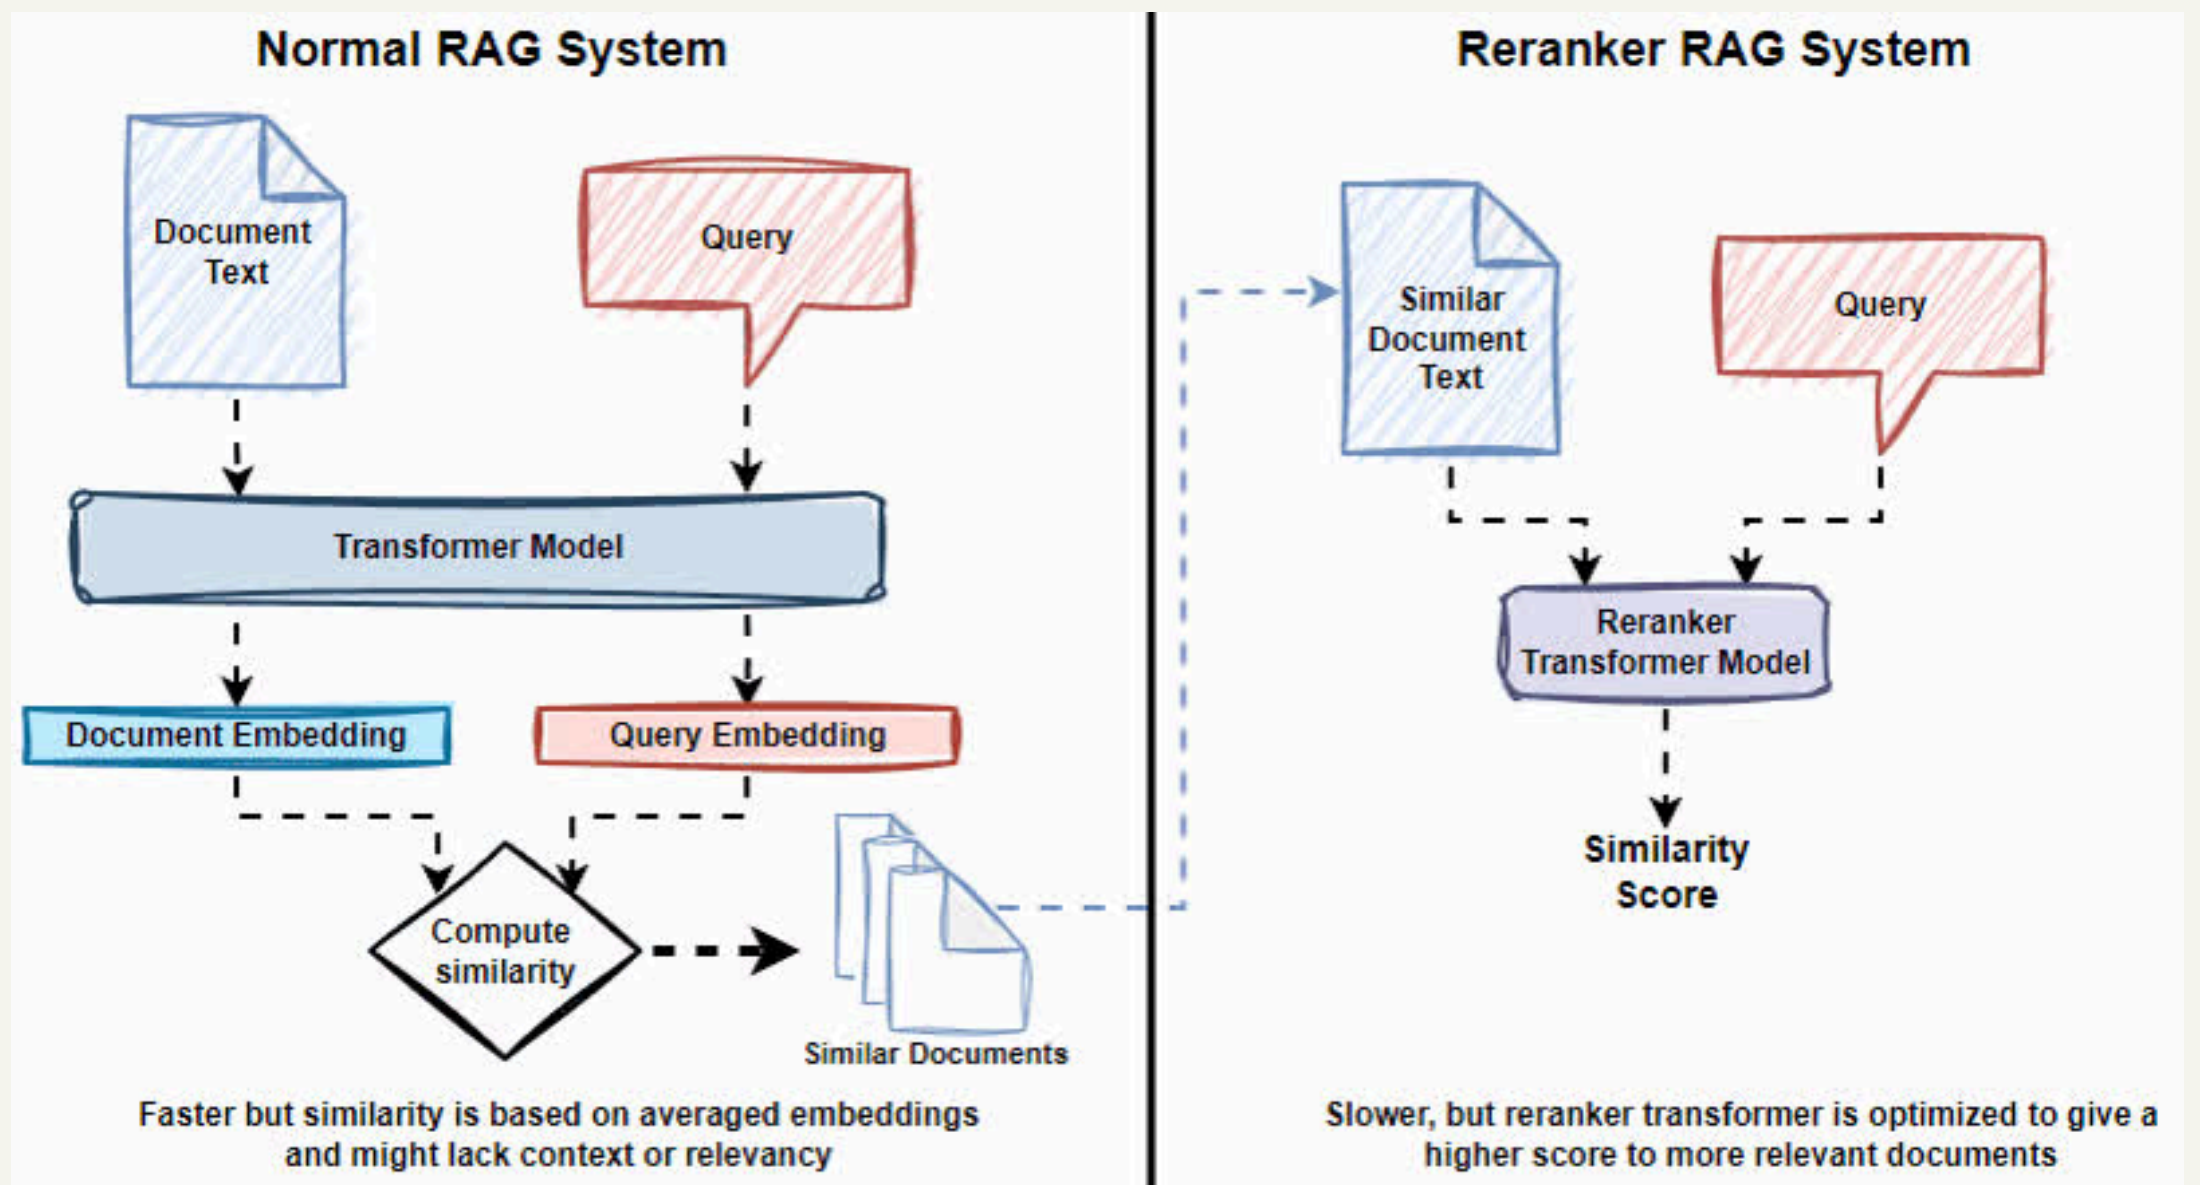 Normal RAG System
Document
Text
Query
Transformer Model
Document Embedding
Query Embedding
Compute
similarity
Similar Documents
Faster but similarity is based on averaged embeddings
and might lack context or relevancy
Reranker RAG System
Similar
Document
Text
Query
Reranker
Transformer Model
Similarity
Score
Slower, but reranker transformer is optimized to give a
higher score to more relevant documents